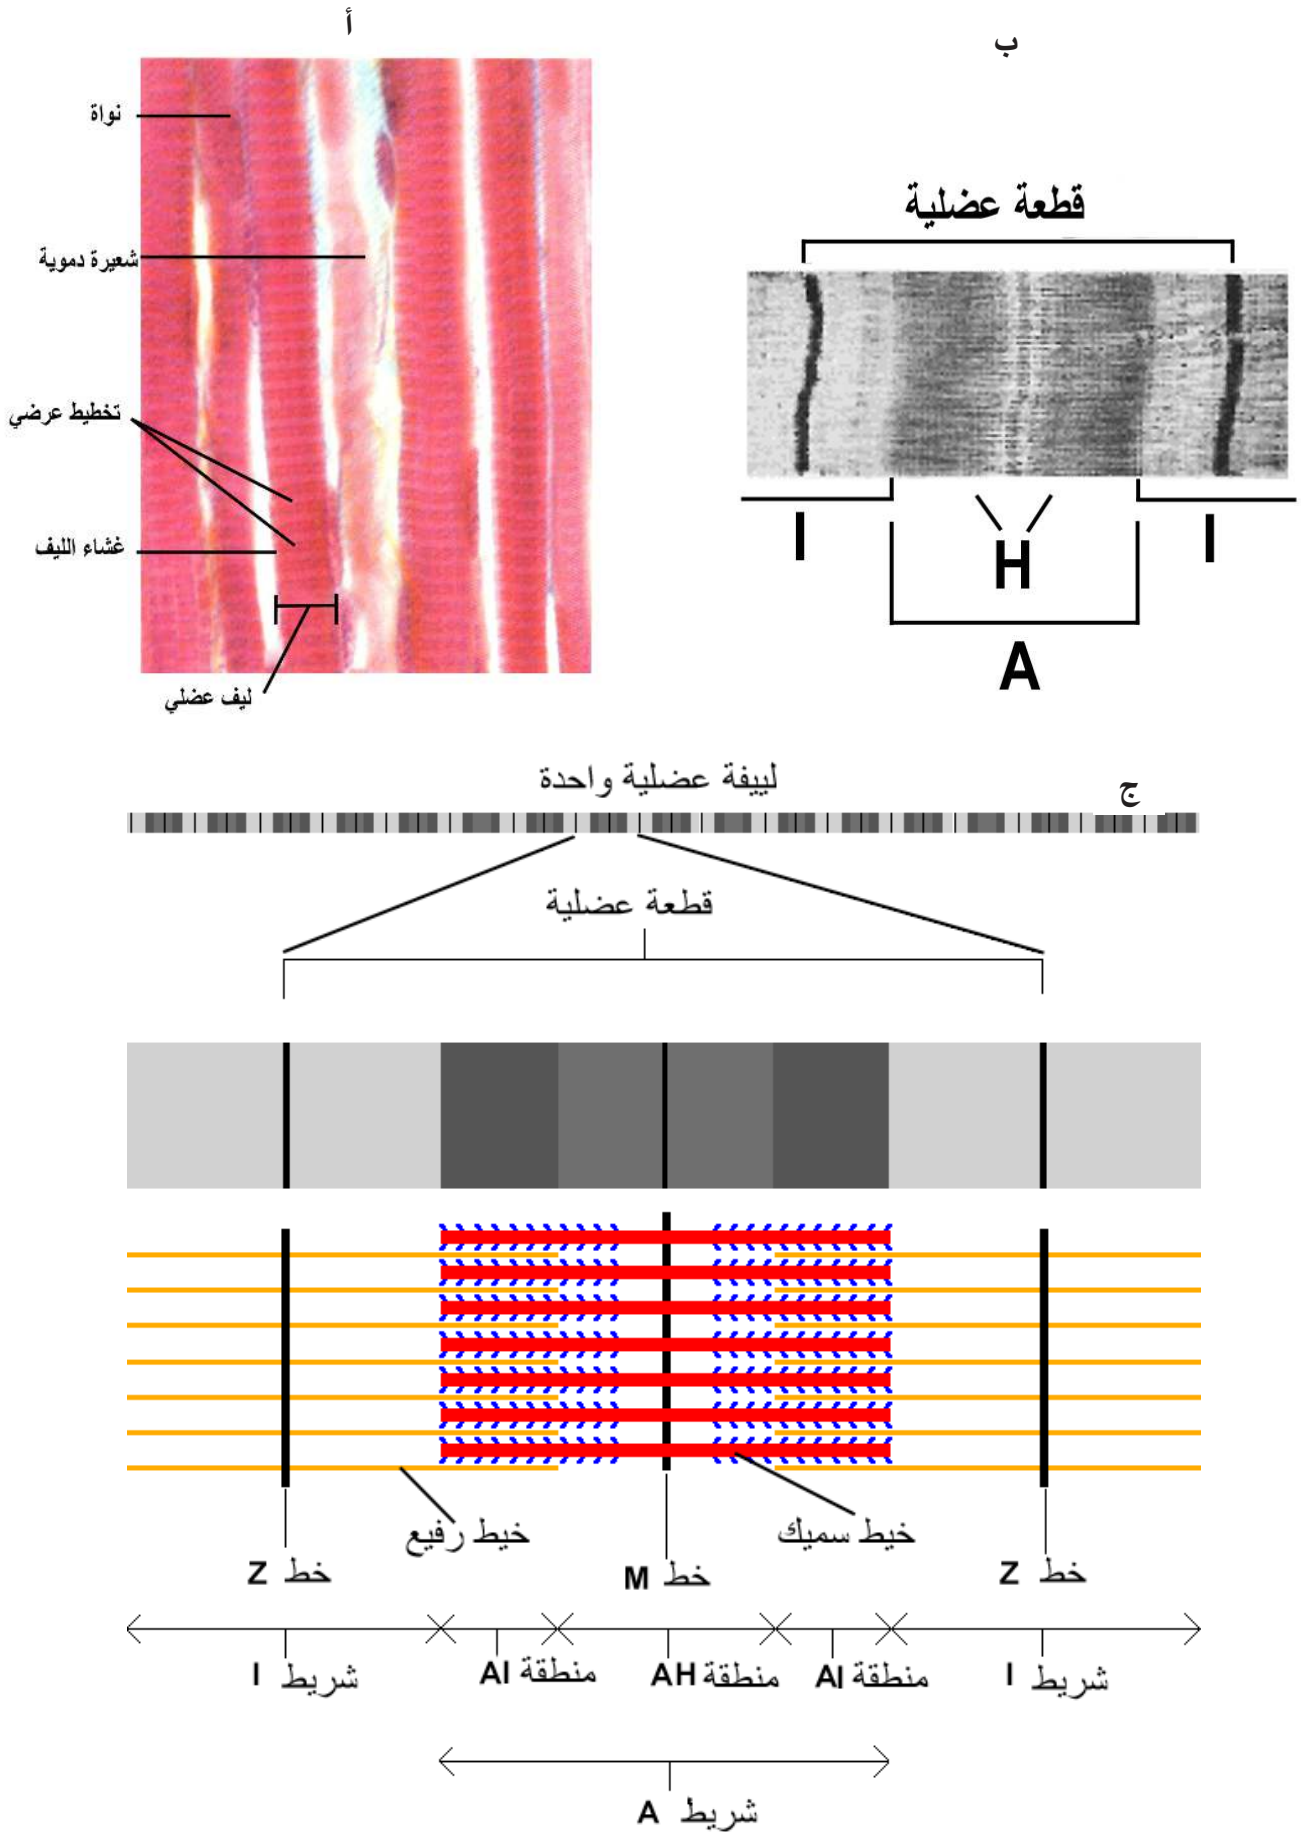 أ
ب
نواة
شعيرة دموية
تخطيط عرضي
غشاء الليف
ليف عضلي
قطعة عضلية
I
H
I
A
لييفة عضلية واحدة
ج
قطعة عضلية
خيط رفيع
خيط سميك
خط Z
خط M
خط Z
شريط I
منطقة AI
منطقة AH
منطقة AI
شريط I
شريط A